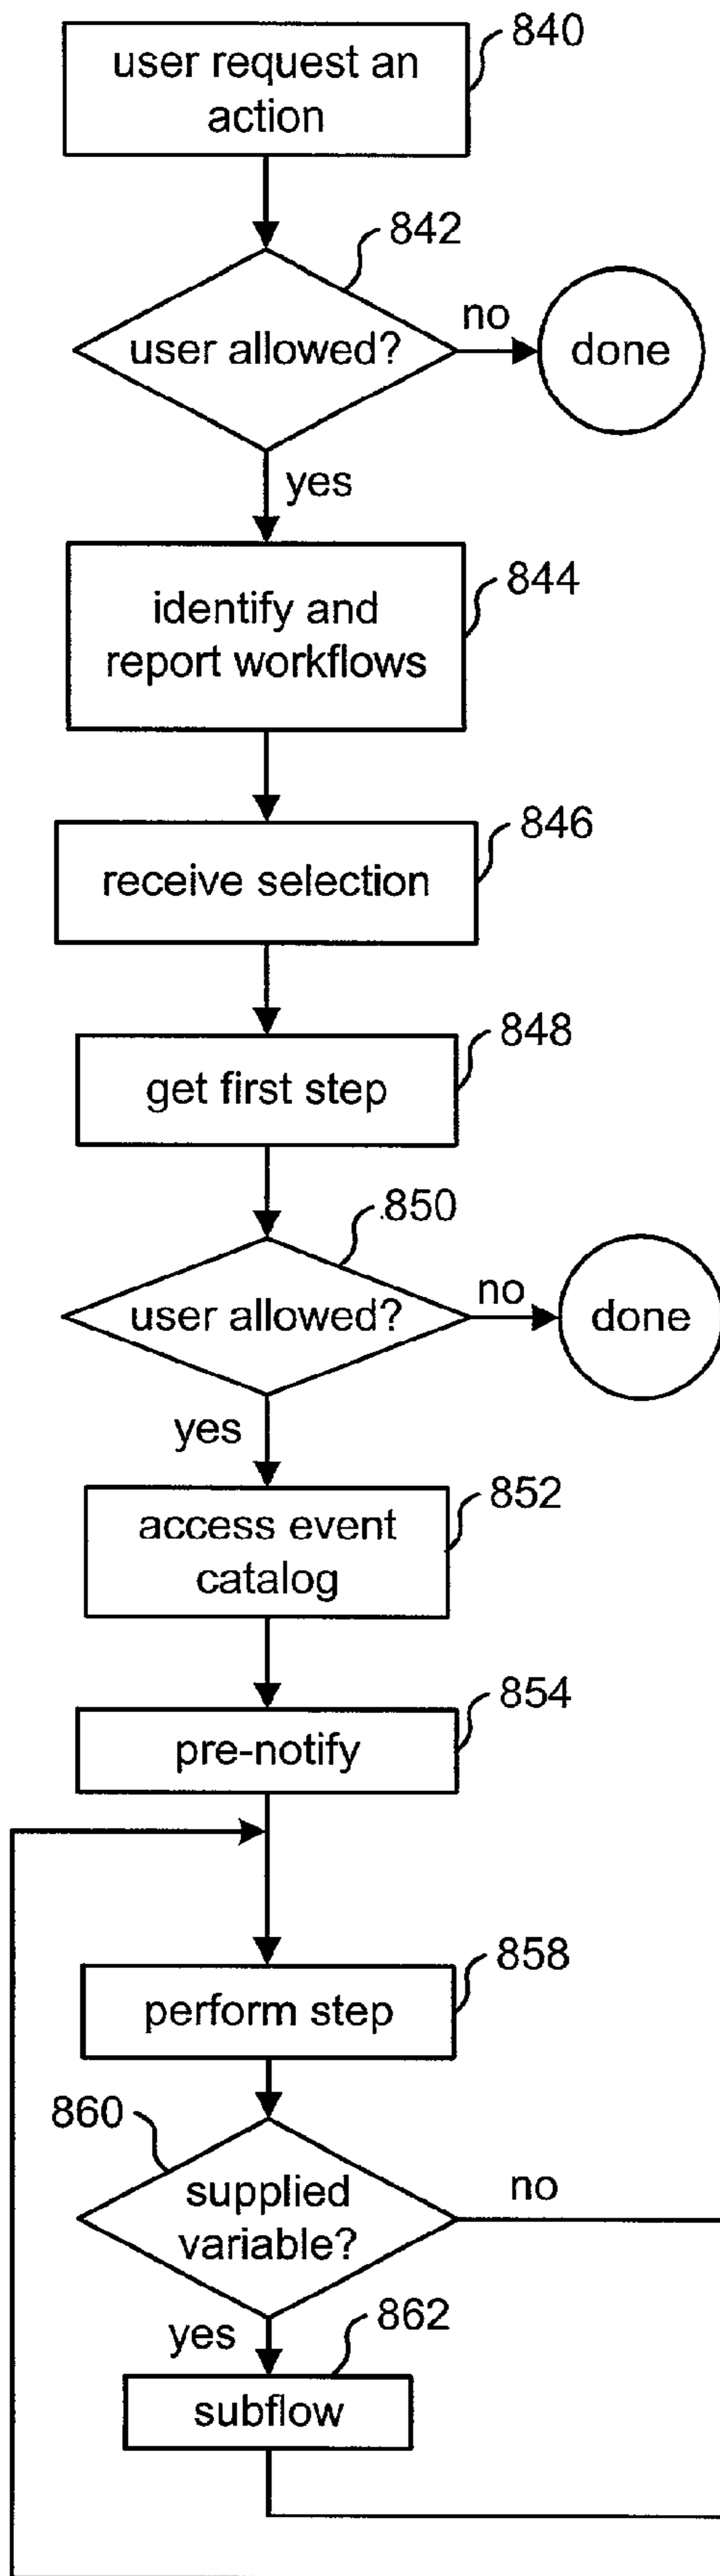 user request an
action
840
842
user allowed?
no
done
yes
identify and
report workflows
844
receive selection
846
get first step
848
850
user allowed?
no
done
yes
access event
catalog
852
pre-notify
854
perform step
858
860
supplied
variable?
no
yes
862
subflow